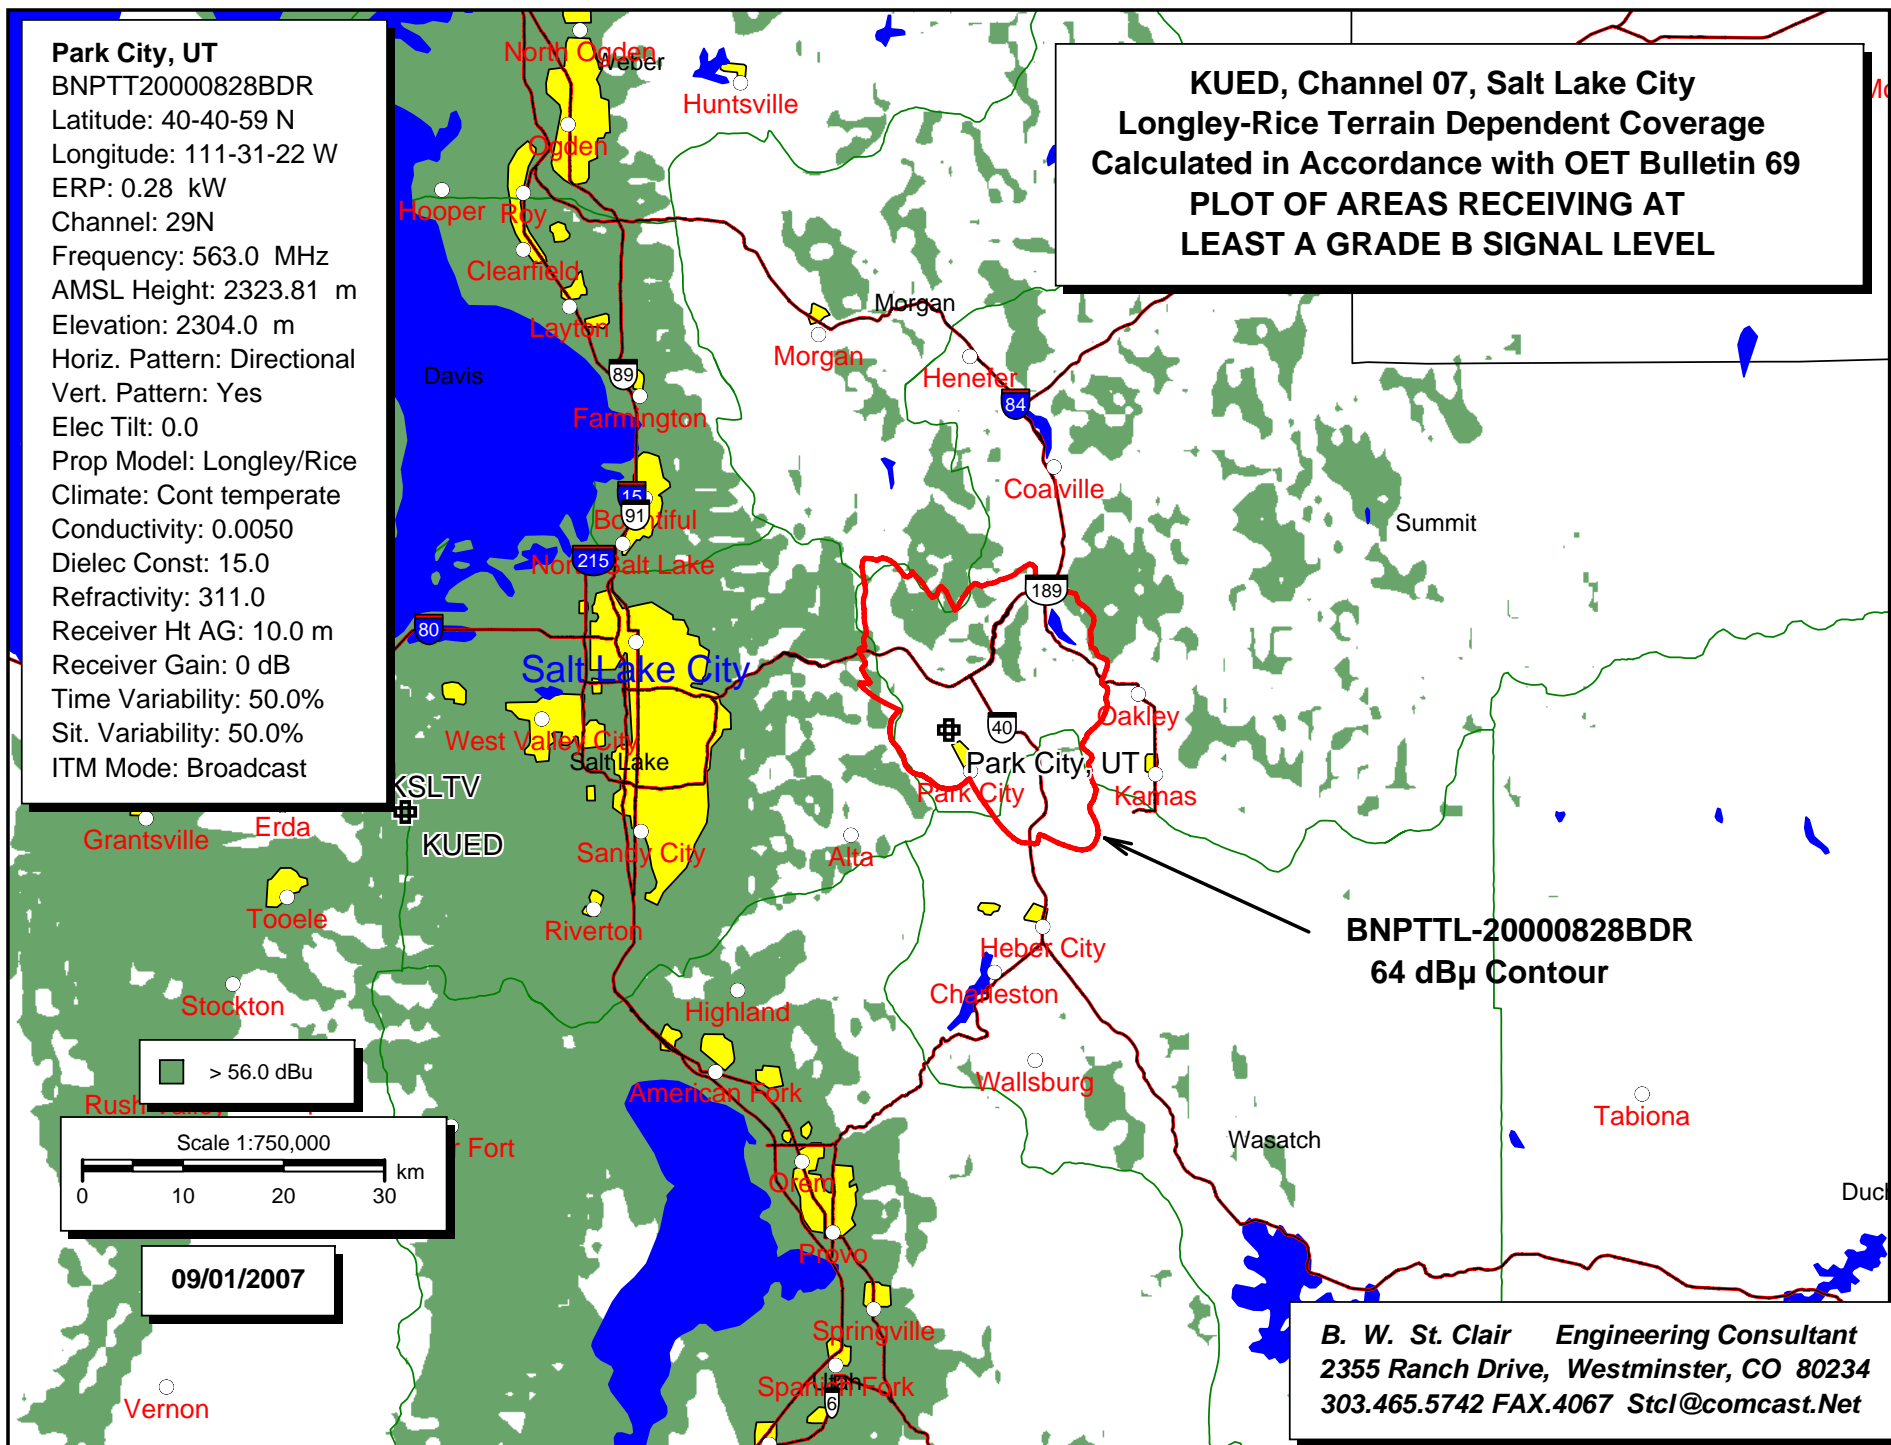 Park City, UT
BNPTT20000828BDR
Latitude: 40-40-59 N
Longitude: 111-31-22 W
ERP: 0.28 kW
Channel: 29N
Frequency: 563.0 MHz
AMSL Height: 2323.81 m
Elevation: 2304.0 m
Horiz. Pattern: Directional
Vert. Pattern: Yes
Elec Tilt: 0.0
Prop Model: Longley/Rice
Climate: Cont temperate
Conductivity: 0.0050
Dielec Const: 15.0
Refractivity: 311.0
Receiver Ht AG: 10.0 m
Receiver Gain: 0 dB
Time Variability: 50.0%
Sit. Variability: 50.0%
ITM Mode: Broadcast
KUED, Channel 07, Salt Lake City
Longley-Rice Terrain Dependent Coverage
Calculated in Accordance with OET Bulletin 69
PLOT OF AREAS RECEIVING AT
LEAST A GRADE B SIGNAL LEVEL
North Ogden
Weber
Huntsville
Ogden
Hooper
Roy
Clearfield
Morgan
Layton
Morgan
Henefer
Davis
89
84
Farmington
Coalville
15
91
Bountiful
Summit
215
North Salt Lake
189
80
Salt Lake City
Oakley
40
West Valley City
Salt Lake
Park City, UT
KSLTV
Park City
Kamas
Grantsville
Erda
KUED
Sandy City
Alta
Tooele
Riverton
BNPTTL-20000828BDR
64 dBµ Contour
Heber City
Stockton
Highland
Charleston
> 56.0 dBu
Wallsburg
American Fork
Tabiona
Scale 1:750,000
0 10 20 30 km
Fort
Wasatch
Orem
Provo
09/01/2007
Springville
Spanish Fork
Utah
6
Vernon
B. W. St. Clair Engineering Consultant
2355 Ranch Drive, Westminster, CO 80234
303.465.5742 FAX.4067 Stcl@comcast.Net